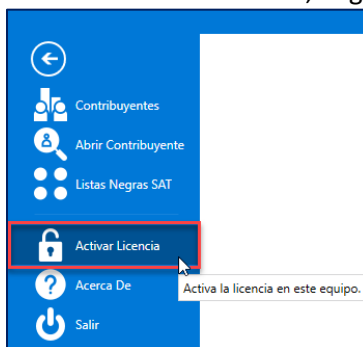 Contribuyentes
Abrir Contribuyente
Listas Negras SAT
Activar Licencia
Acerca De
Activa la licencia en este equipo.
Salir